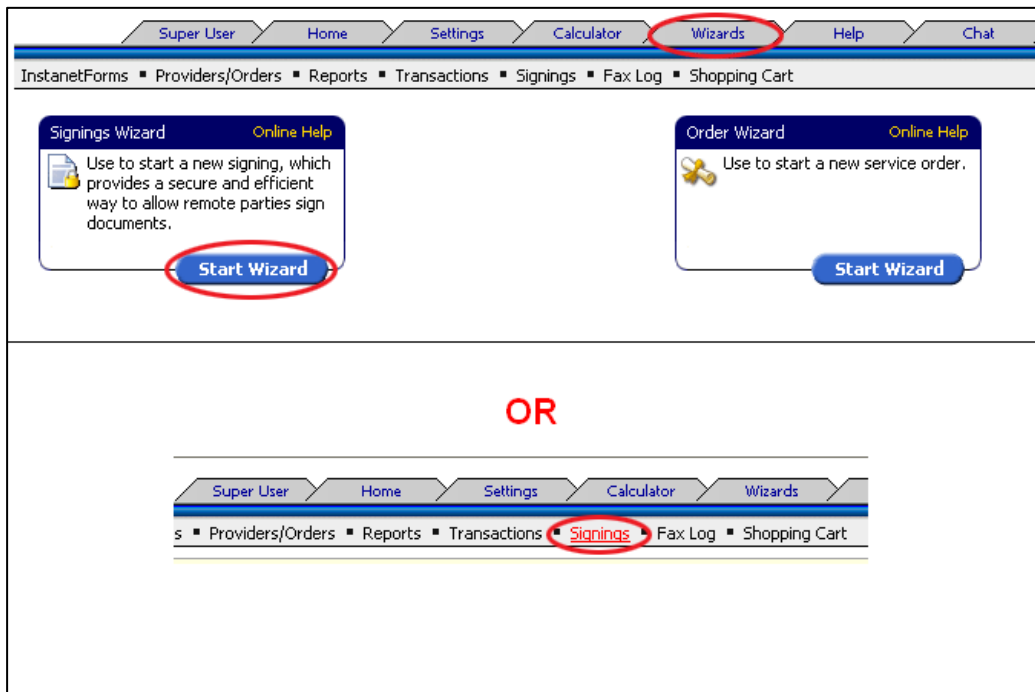 Super User Home Settings Calculator Wizards Help Chat
InstanetForms ▪ Providers/Orders ▪ Reports ▪ Transactions ▪ Signings ▪ Fax Log ▪ Shopping Cart
Signings Wizard Online Help
Use to start a new signing, which
provides a secure and efficient
way to allow remote parties sign
documents.
Start Wizard
Order Wizard Online Help
Use to start a new service order.
Start Wizard
OR
Super User Home Settings Calculator Wizards
s ▪ Providers/Orders ▪ Reports ▪ Transactions ▪ Signings ▪ Fax Log ▪ Shopping Cart